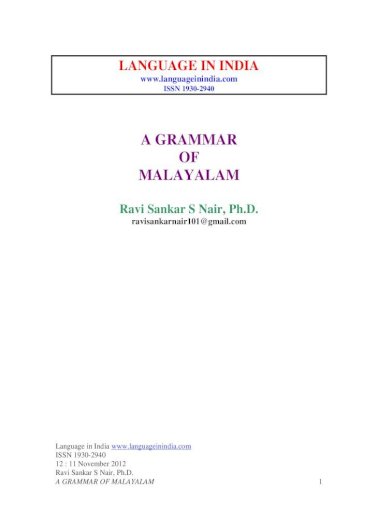 LANGUAGE IN INDIA
www.languageinindia.com
ISSN 1930-2940
A GRAMMAR
OF
MALAYALAM
Ravi Sankar S Nair, Ph.D.
ravisankarnair101@gmail.com
Language in India www.languageinindia.com
ISSN 1930-2940
12 : 11 November 2012
Ravi Sankar S Nair, Ph.D.
A GRAMMAR OF MALAYALAM 1